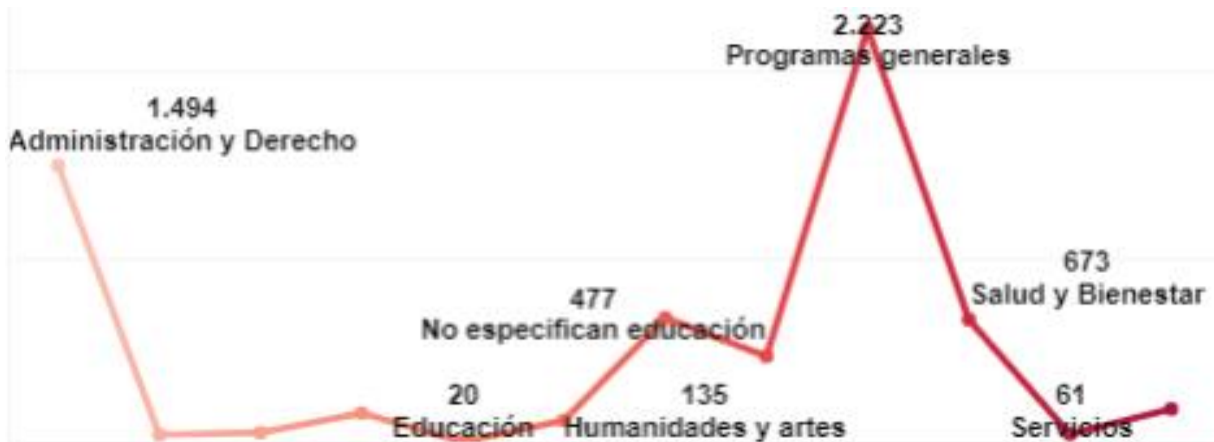 2.223
Programas generales
1.494
Administración y Derecho
673
Salud y Bienestar
477
No especifican educación
20
Educación
135
Humanidades y artes
61
Servicios